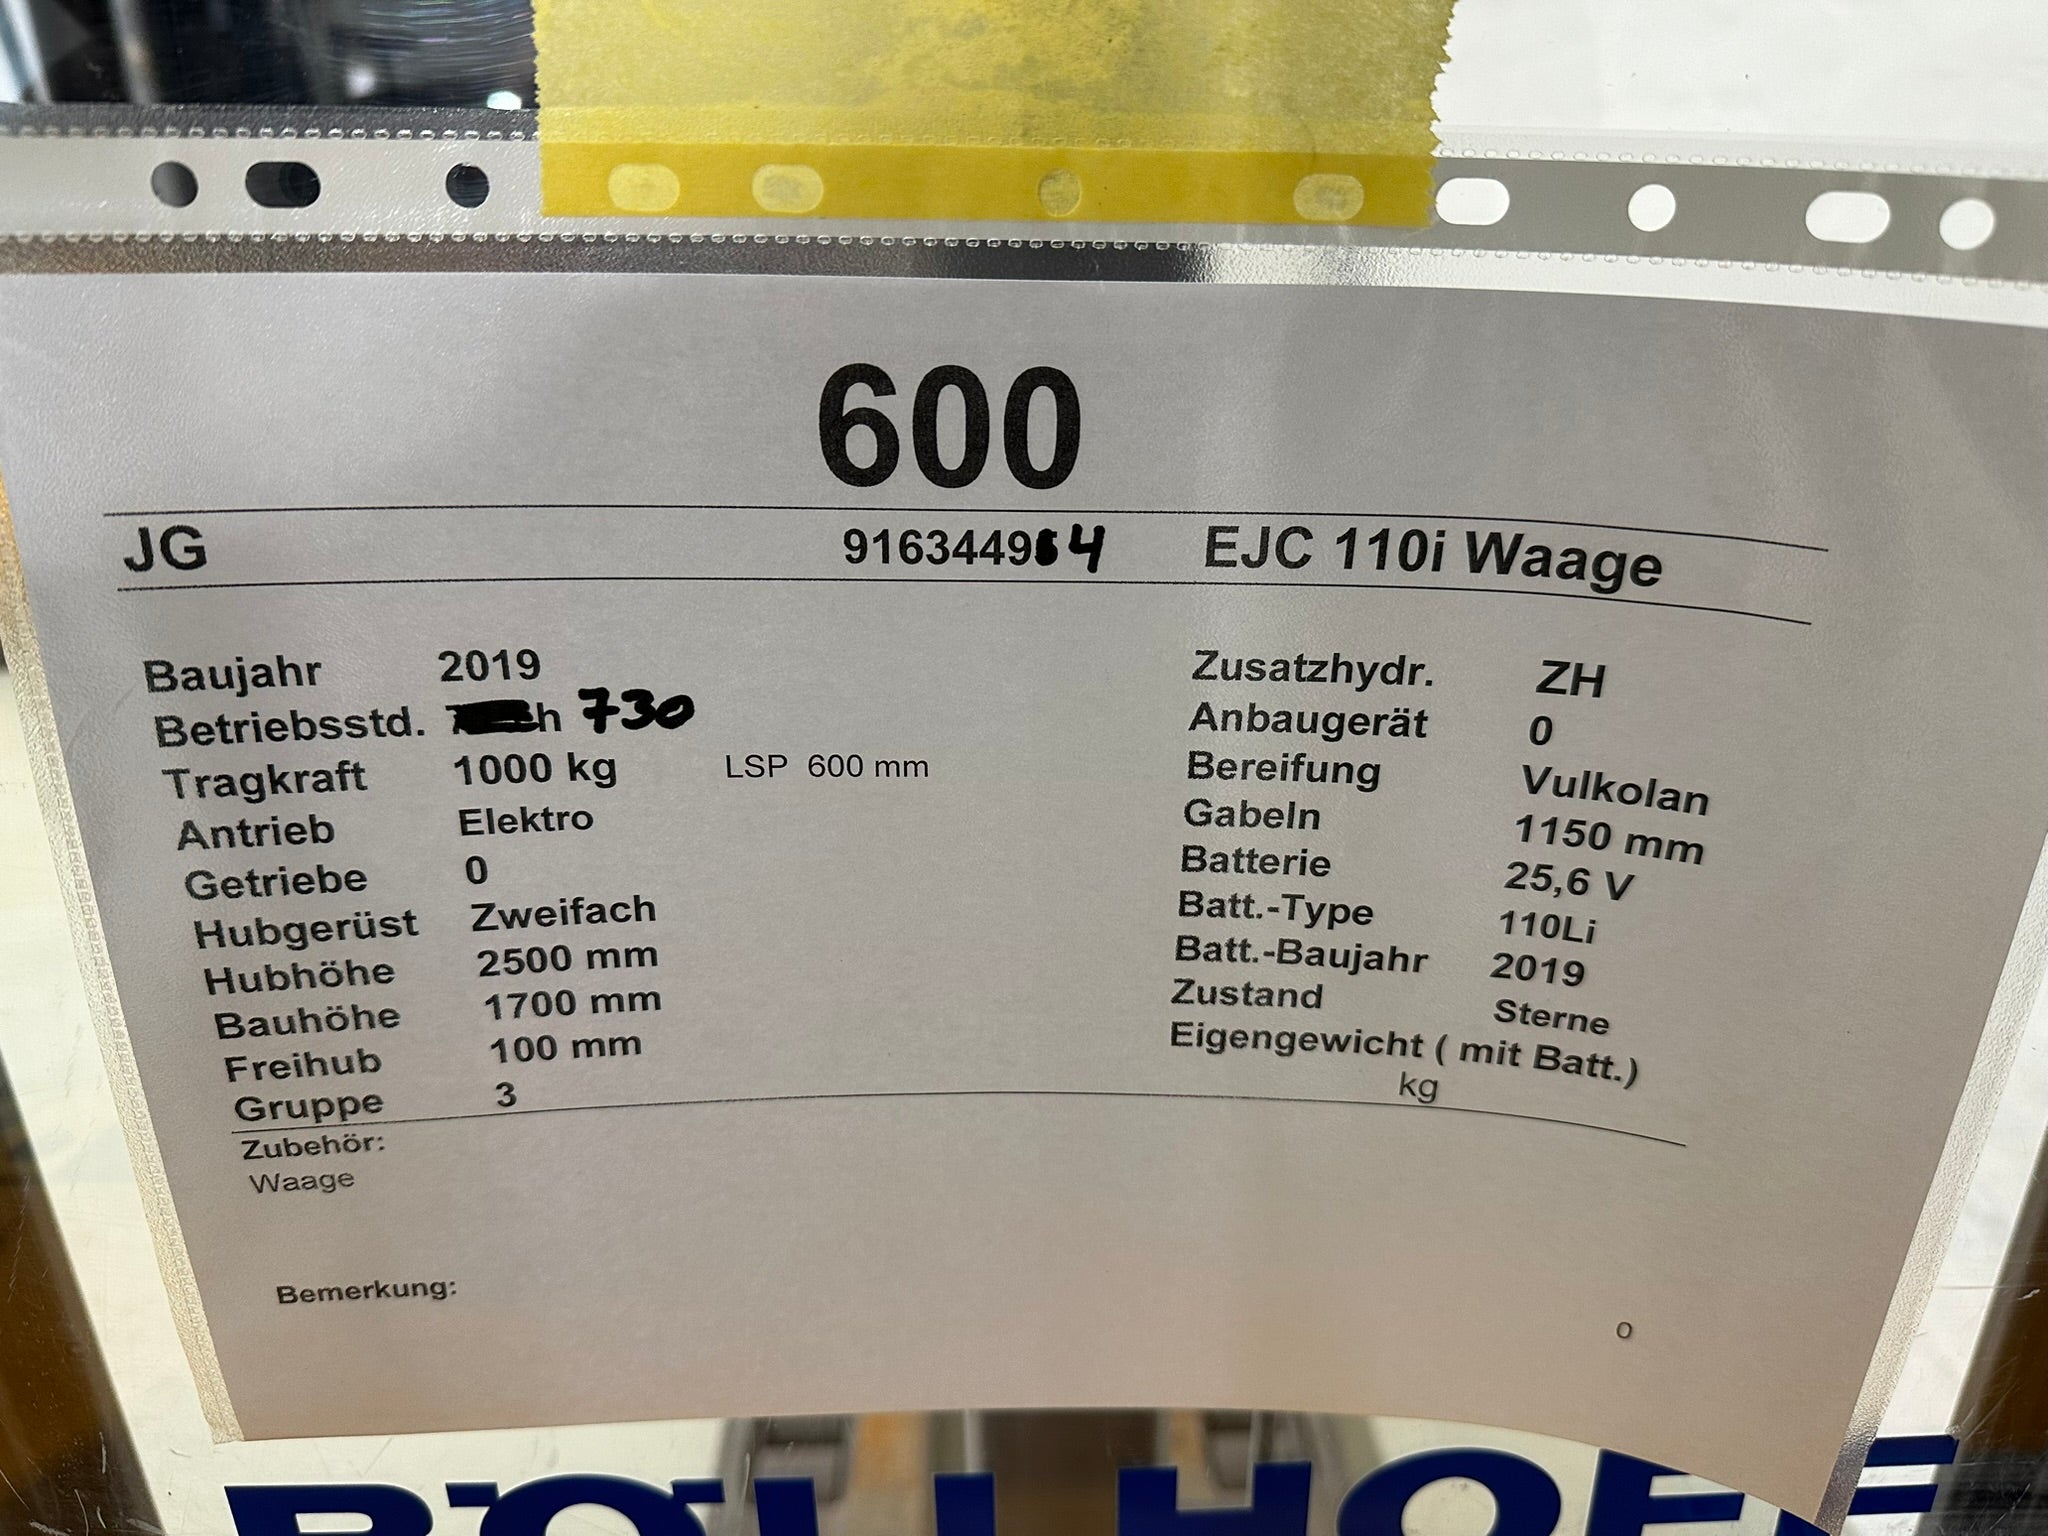 600
JG 91634494 EJC 110i Waage
Baujahr 2019
Betriebsstd. h 730
Tragkraft 1000 kg LSP 600 mm
Antrieb Elektro
Getriebe 0
Hubgerüst Zweifach
Hubhöhe 2500 mm
Bauhöhe 1700 mm
Freihub 100 mm
Gruppe 3
Zusatzhydr. ZH
Anbaugerät 0
Bereifung Vulkolan
Gabeln 1150 mm
Batterie 25,6 V
Batt.-Type 110Li
Batt.-Baujahr 2019
Zustand Sterne
Eigengewicht ( mit Batt.)
kg
Zubehör:
Waage
Bemerkung:
o